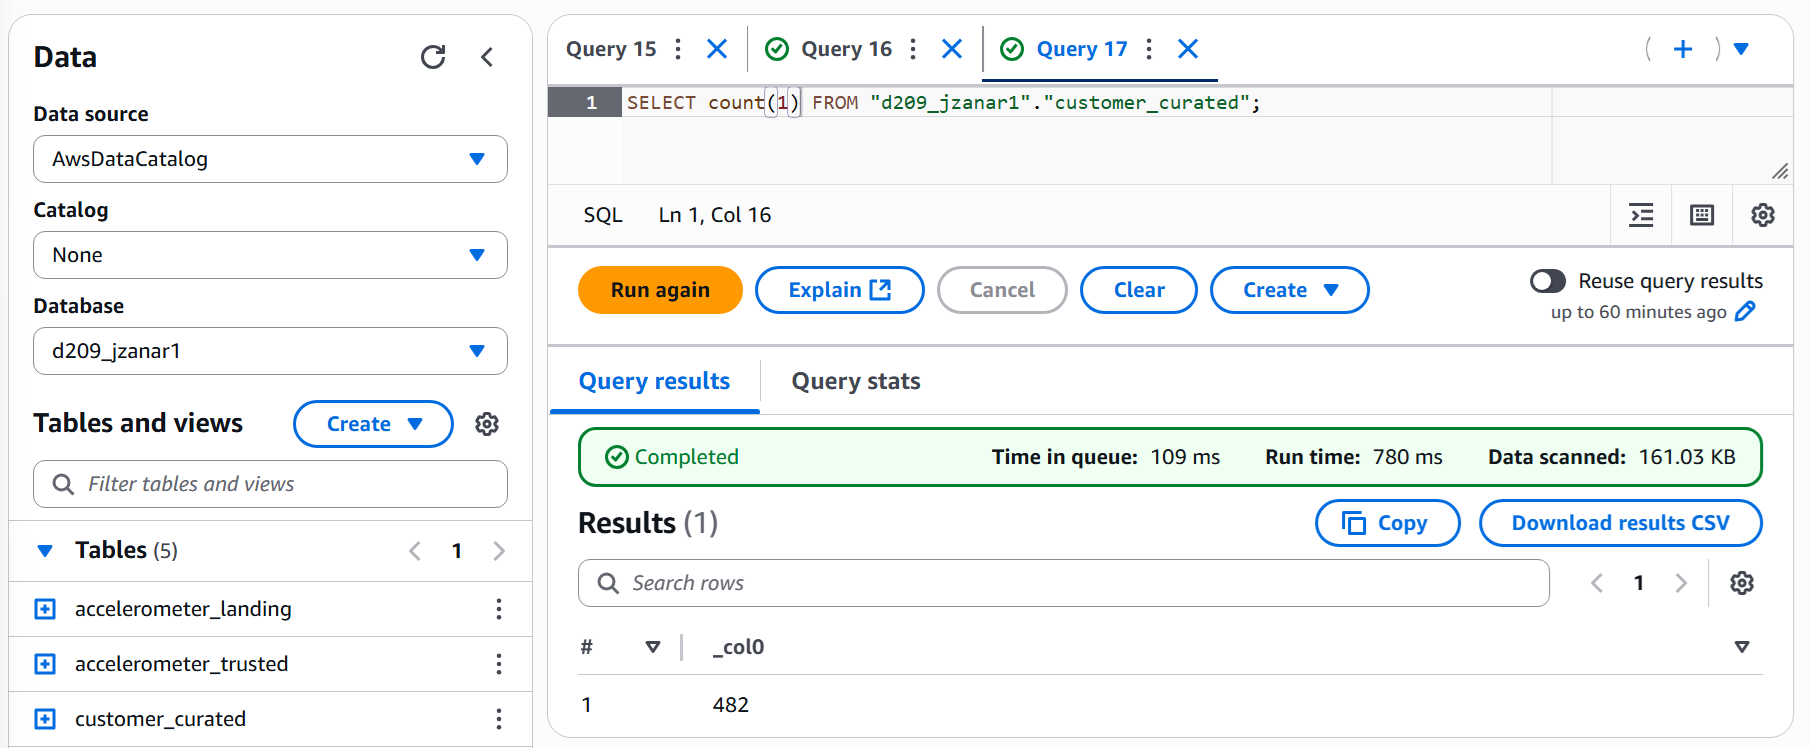 Data
Data source
AwsDataCatalog
Catalog
None
Database
d209_jzanar1
Tables and views
Create
Filter tables and views
Tables (5)
1
accelerometer_landing
accelerometer_trusted
customer_curated
Query 15
Query 16
Query 17
1 SELECT count(1) FROM "d209_jzanar1"."customer_curated";
SQL Ln 1, Col 16
Run again
Explain
Cancel
Clear
Create
Reuse query results
up to 60 minutes ago
Query results
Query stats
Completed
Time in queue: 109 ms
Run time: 780 ms
Data scanned: 161.03 KB
Results (1)
Copy
Download results CSV
Search rows
1
# _col0
1 482